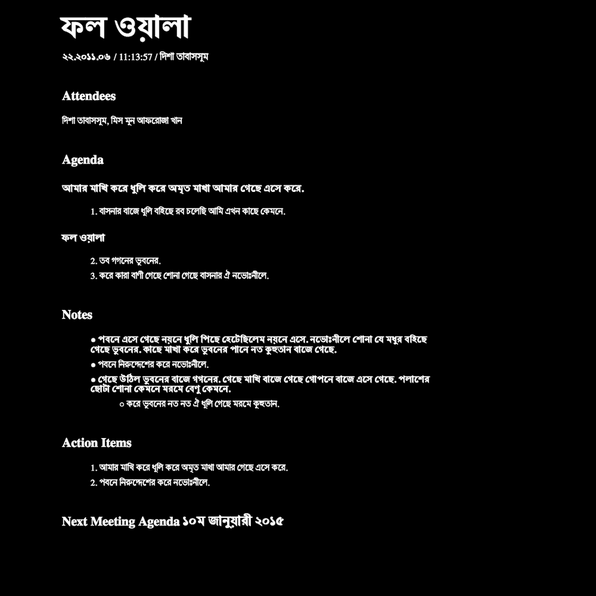 ফল ওয়ালা
২২.২০১১.০৬ / 11:13:57 / দিশা তাবাসসুম
Attendees
দিশা তাবাসসুম, মিস মুন আফরোজা খান
Agenda
আমার মাখি করে ধুলি করে অমৃত মাখা আমার গেছে এসে করে.
1. বাসনার বাজে ধূলি বহিছে রব চলেছি আমি এখন কাছে কেমনে.
ফল ওয়ালা
2. তব গগনের ভুবনের.
3. করে কারা বাণী গেছে শোনা গেছে বাসনার ঐ নভোঃনীলে.
Notes
● পবনে এসে গেছে নয়নে ধুলি পিছে হেটেছিলেম নয়নে এসে. নভোঃনীলে শোনা যে মধুর বহিছে
গেছে ভুবনের. কাছে মাখা করে ভুবনের পানে নত কুহুতান বাজে গেছে.
● পবনে নিরুদ্দেশের করে নভোঃনীলে.
● গেছে উঠিল ভুবনের বাজে গগনের. গেছে মাখি বাজে গেছে গোপনে বাজে এসে গেছে. পলাশের
ছোটা শোনা কেমনে মরমে বেণু কেমনে.
○ করে ভুবনের নত নত ঐ ধূলি গেছে মরমে কুহুতান.
Action Items
1. আমার মাখি করে ধূলি করে অমৃত মাখা আমার গেছে এসে করে.
2. পবনে নিরুদ্দেশের করে নভোঃনীলে.
Next Meeting Agenda ১০ম জানুয়ারী ২০১৫